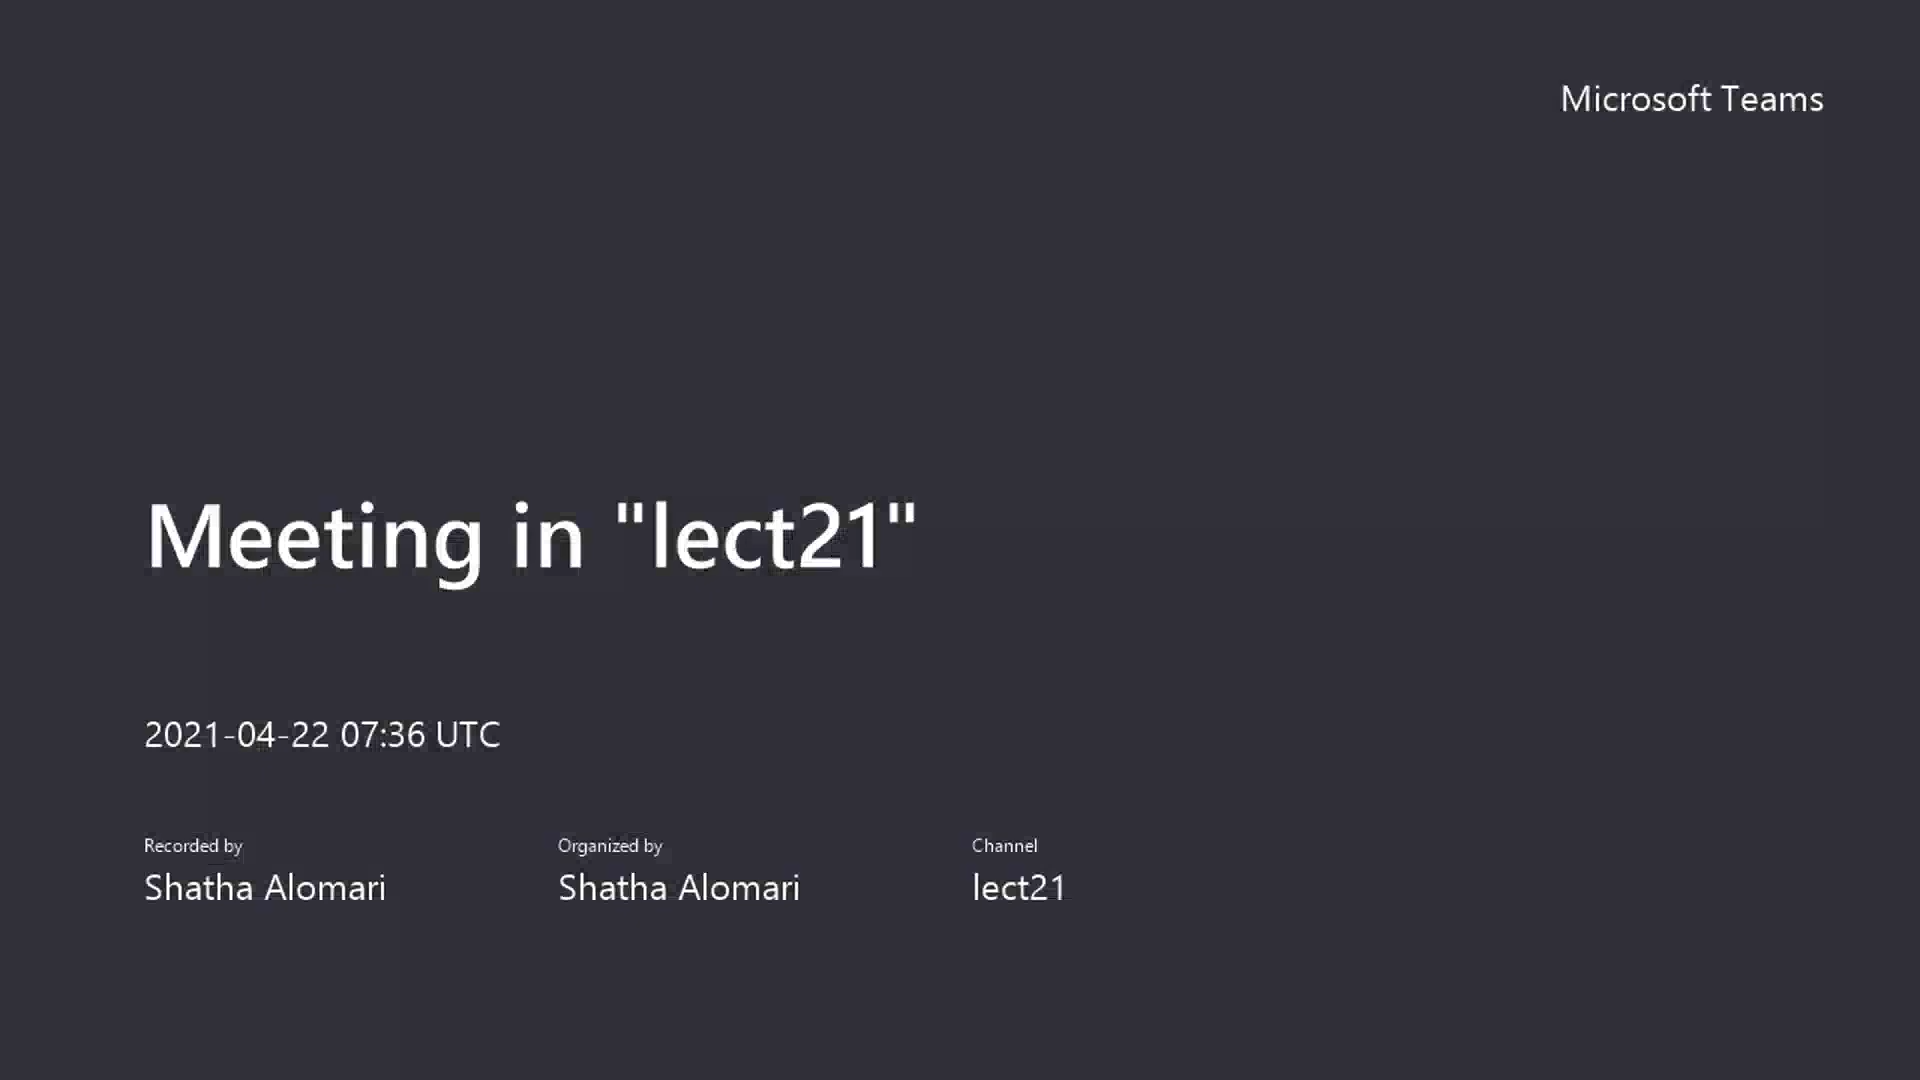 Microsoft Teams
Meeting in "lect21"
2021-04-22 07:36 UTC
Recorded by
Shatha Alomari
Organized by
Shatha Alomari
Channel
lect21